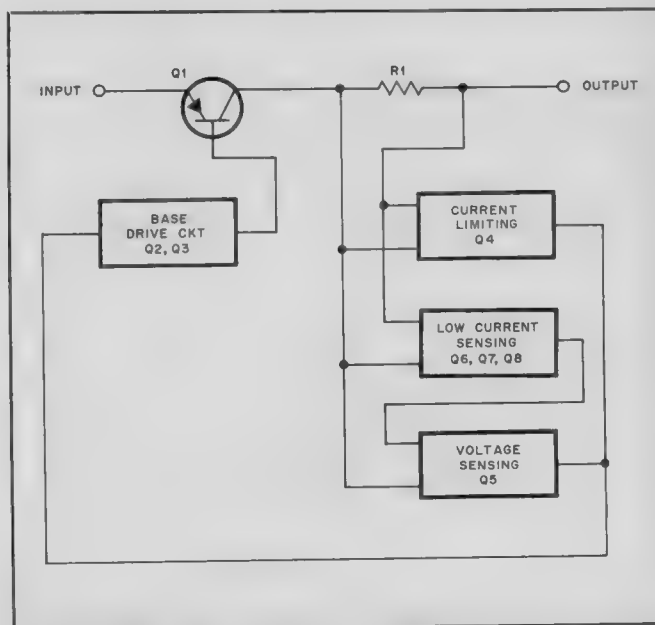 Q1
R1
INPUT
OUTPUT
BASE
DRIVE CKT
Q2, Q3
CURRENT
LIMITING
Q4
LOW CURRENT
SENSING
Q6, Q7, Q8
VOLTAGE
SENSING
Q5